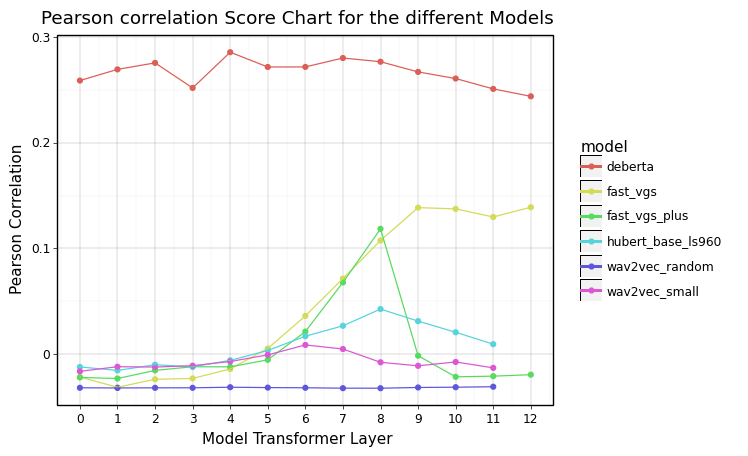 Pearson correlation Score Chart for the different Models
0.3
0.2
0.1
0
Pearson Correlation
0 1 2 3 4 5 6 7 8 9 10 11 12
Model Transformer Layer
model
deberta
fast_vgs
fast_vgs_plus
hubert_base_ls960
wav2vec_random
wav2vec_small